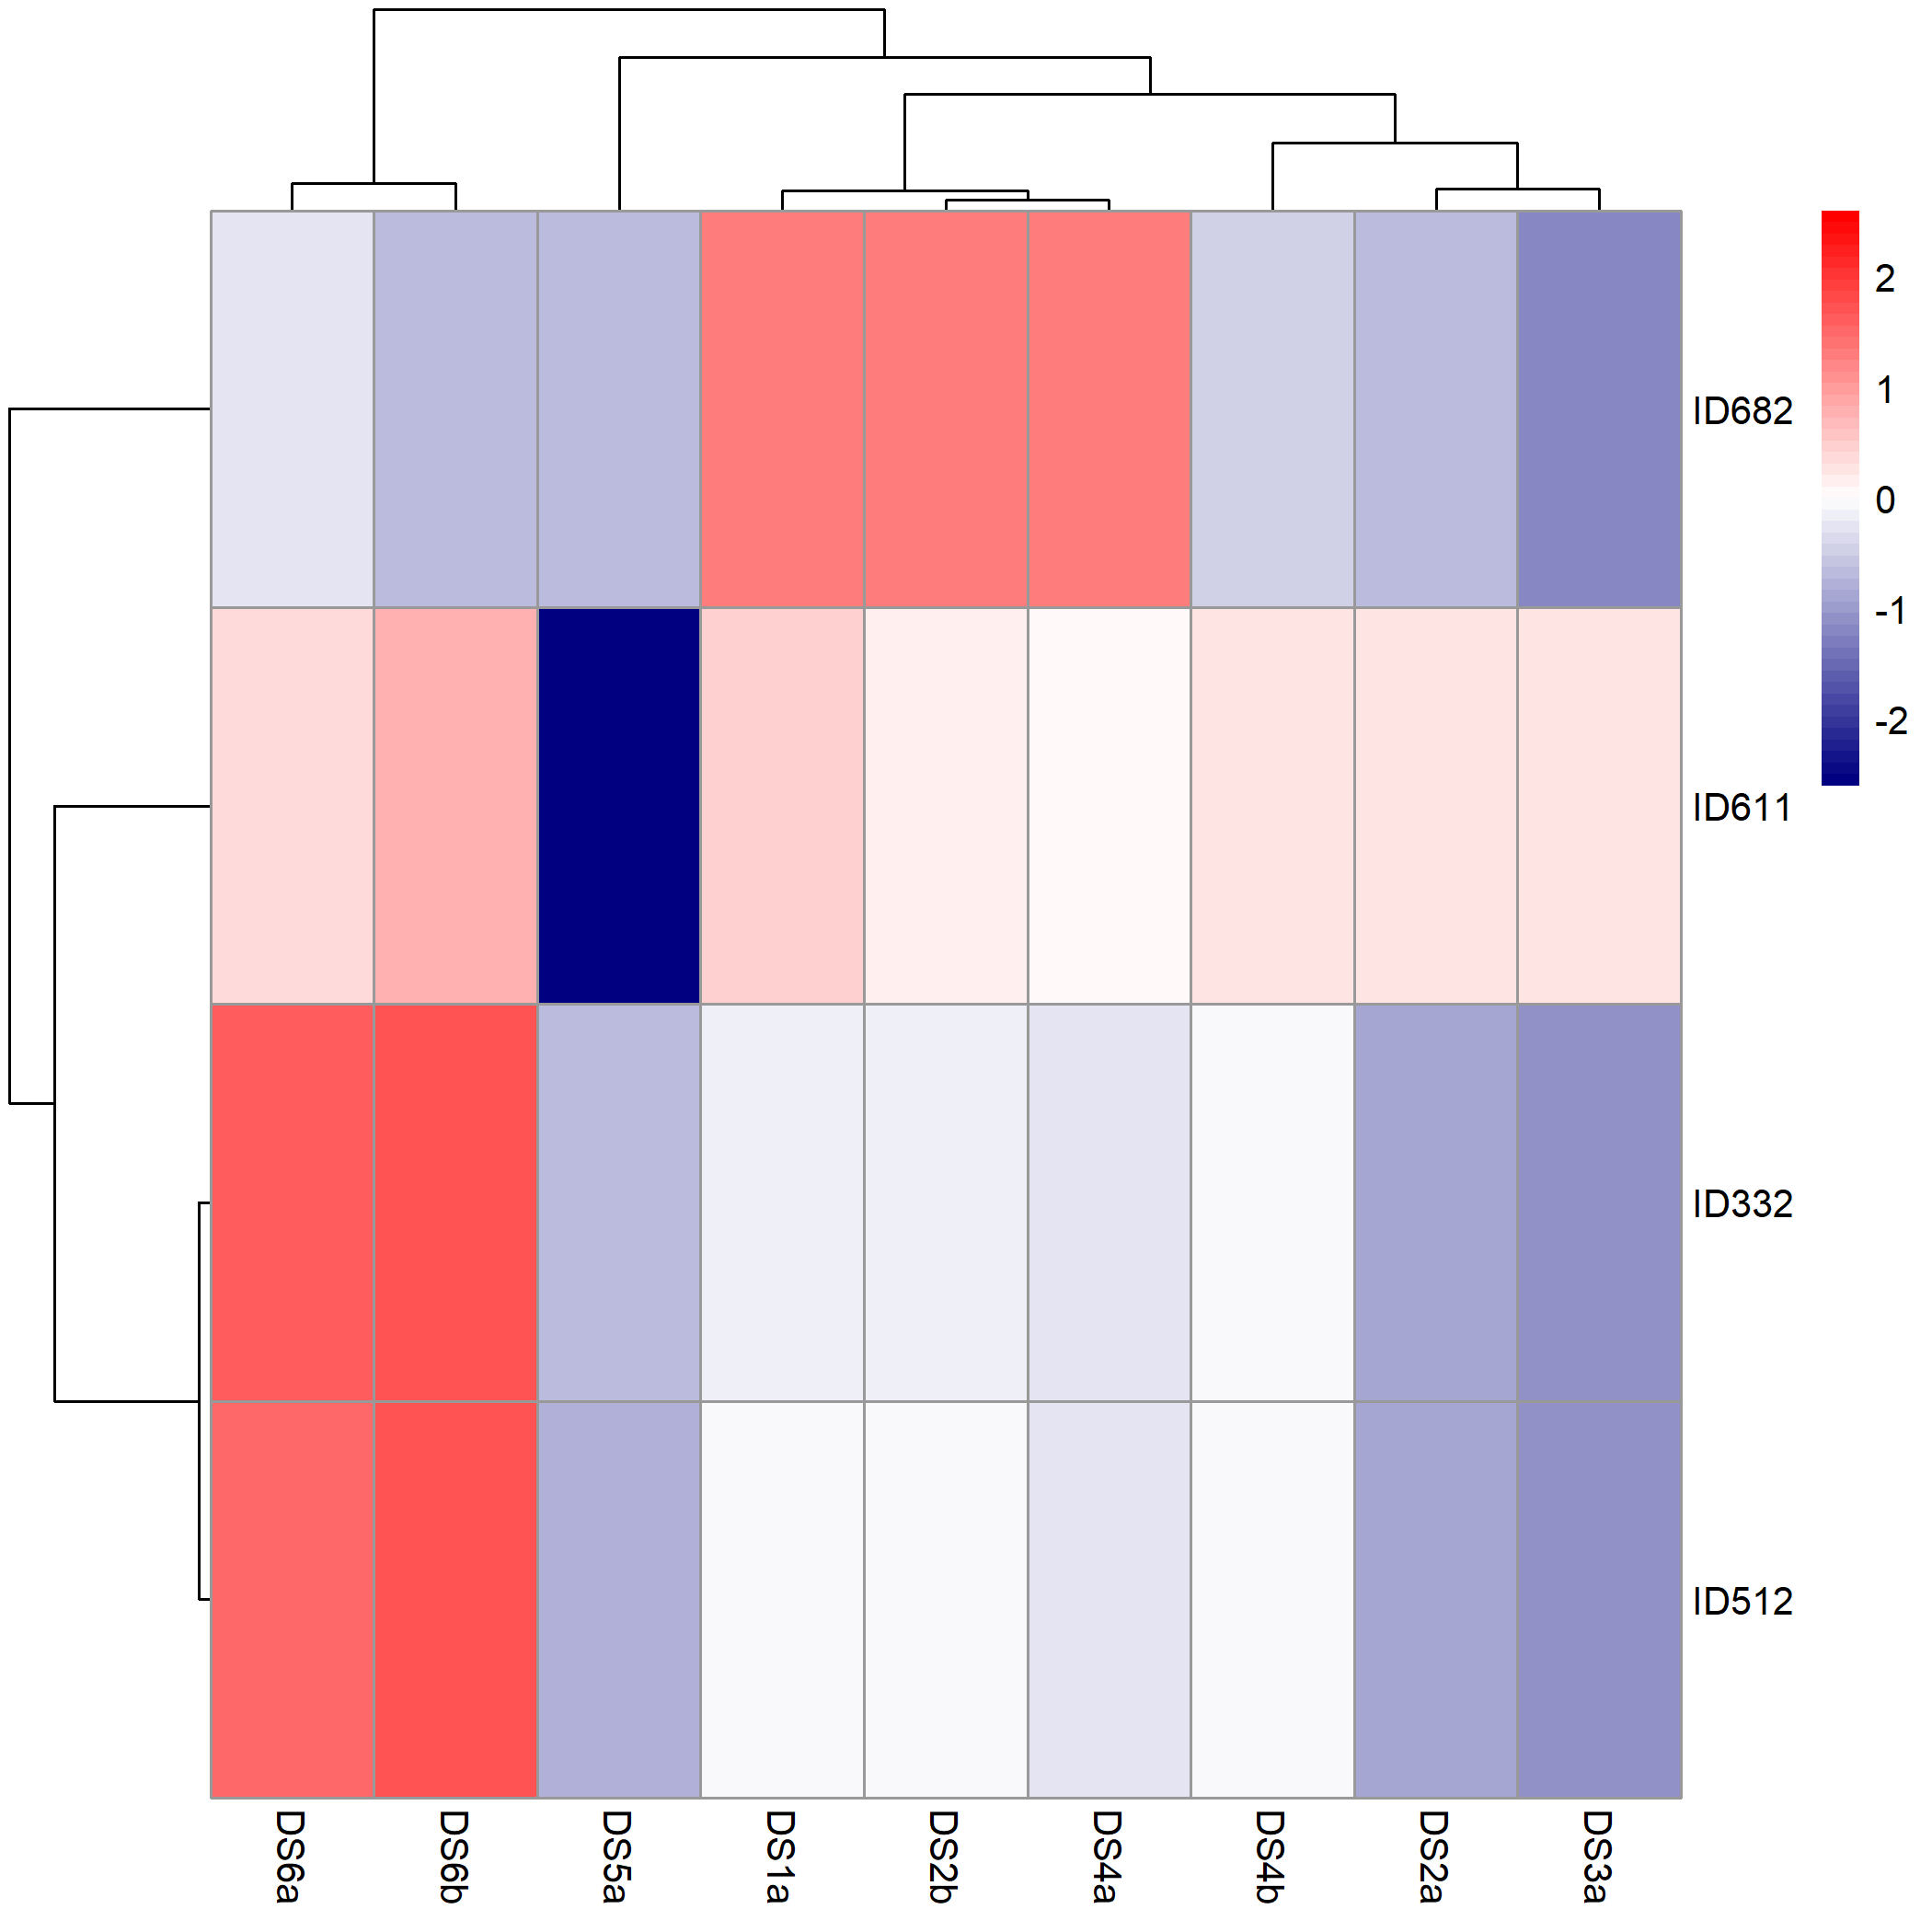 2
1
0
-1
-2
ID682
ID611
ID332
ID512
DS6a
DS6b
DS5a
DS1a
DS2b
DS4a
DS4b
DS2a
DS3a